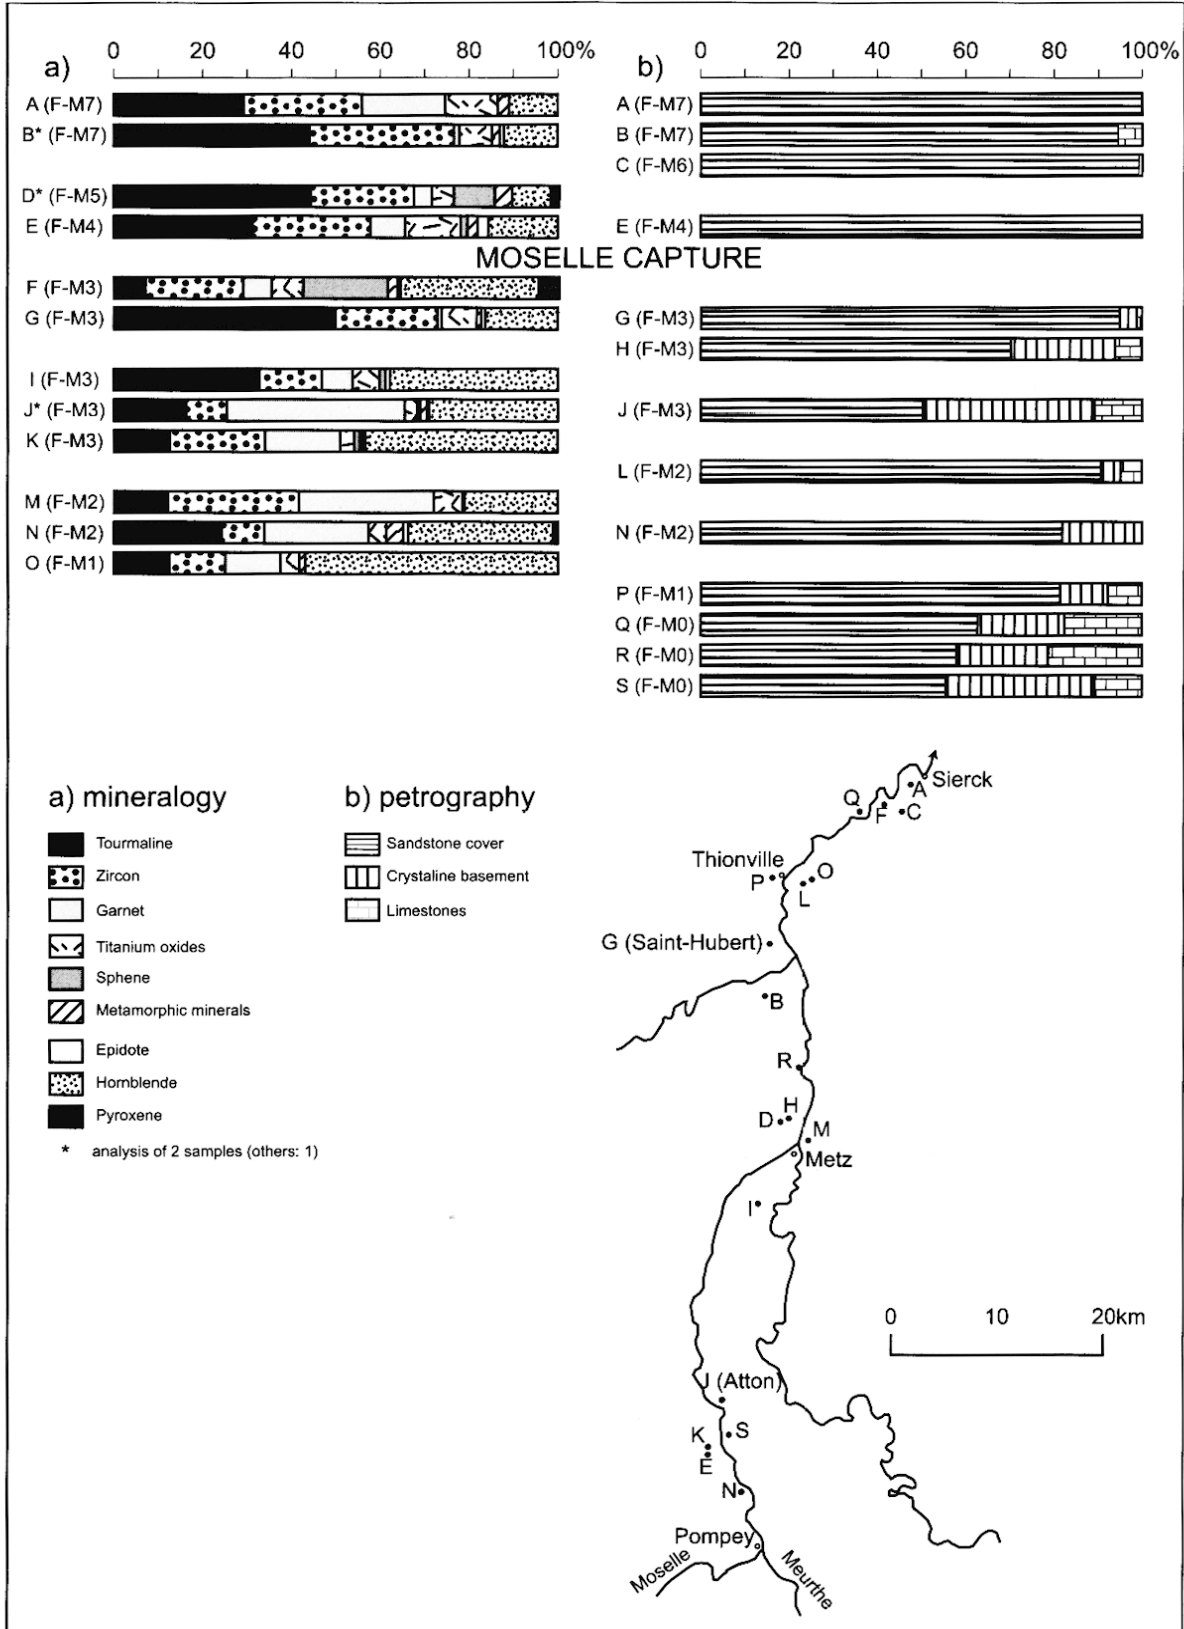 a)
0 20 40 60 80 100%
A (F-M7)
B* (F-M7)
D* (F-M5)
E (F-M4)
MOSELLE CAPTURE
F (F-M3)
G (F-M3)
I (F-M3)
J* (F-M3)
K (F-M3)
M (F-M2)
N (F-M2)
O (F-M1)
b)
0 20 40 60 80 100%
A (F-M7)
B (F-M7)
C (F-M6)
E (F-M4)
G (F-M3)
H (F-M3)
J (F-M3)
L (F-M2)
N (F-M2)
P (F-M1)
Q (F-M0)
R (F-M0)
S (F-M0)
a) mineralogy
Tourmaline
Zircon
Garnet
Titanium oxides
Sphene
Metamorphic minerals
Epidote
Hornblende
Pyroxene
* analysis of 2 samples (others: 1)
b) petrography
Sandstone cover
Crystaline basement
Limestones
Sierck
A
Q
F
C
Thionville
P
O
L
G (Saint-Hubert)
B
R
H
D
M
Metz
I
0 10 20km
J (Atton)
K
S
E
N
Pompey
Moselle
Meurthe